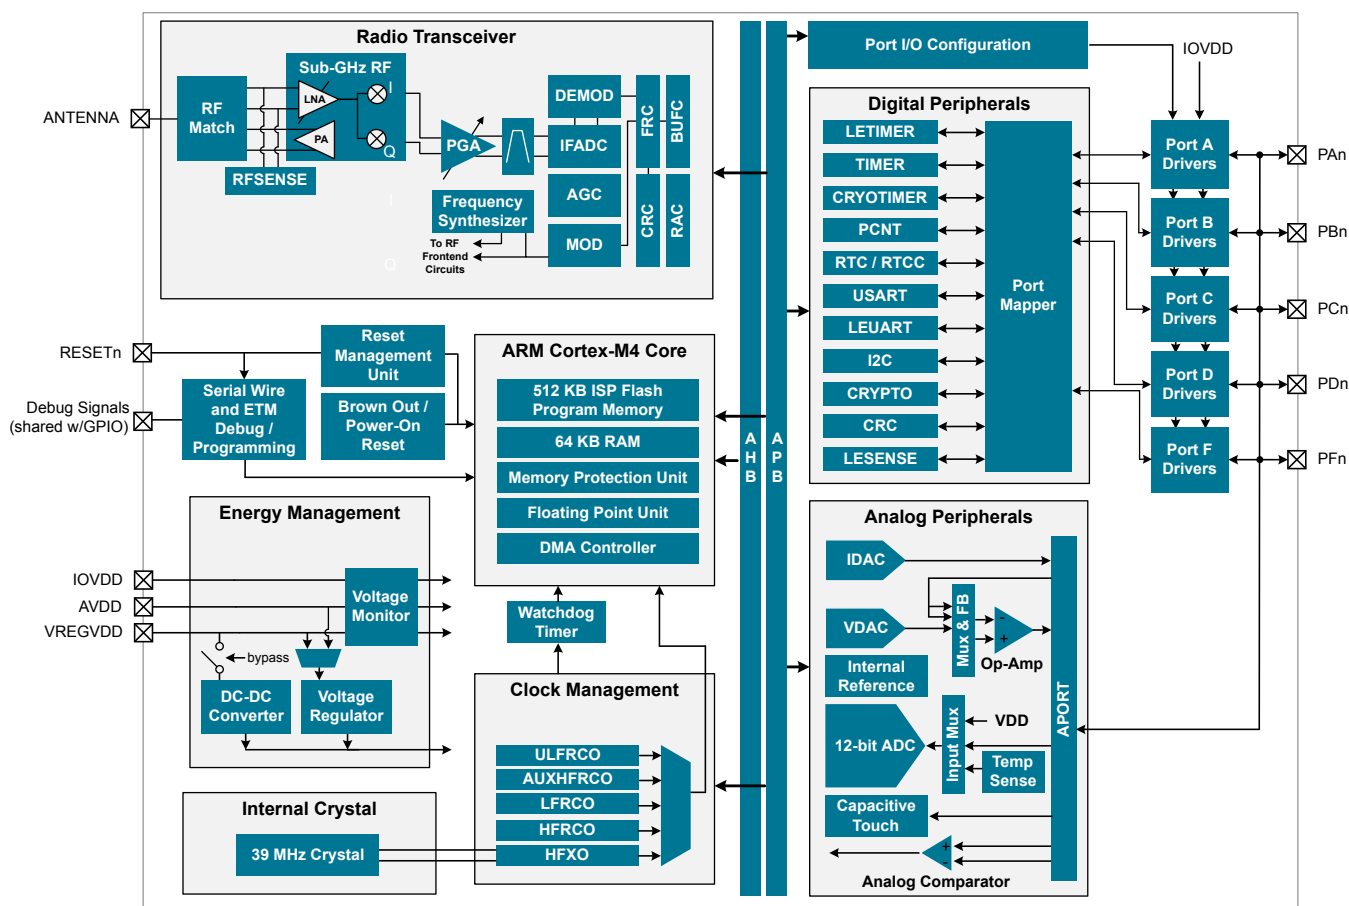 Radio Transceiver
Sub-GHz RF
RF
Match
LNA
I
PA
Q
RFSENSE
ANTENNA
PGA
DEMOD
IFADC
AGC
MOD
FRC
BUFC
CRC
RAC
Frequency
Synthesizer
To RF
Frontend
Circuits
I
Q
RESETn
Reset
Management
Unit
Debug Signals
(shared w/GPIO)
Serial Wire
and ETM
Debug /
Programming
Brown Out /
Power-On
Reset
ARM Cortex-M4 Core
512 KB ISP Flash
Program Memory
64 KB RAM
Memory Protection Unit
Floating Point Unit
DMA Controller
Watchdog
Timer
Energy Management
IOVDD
AVDD
VREGVDD
Voltage
Monitor
bypass
DC-DC
Converter
Voltage
Regulator
Clock Management
ULFRCO
AUXHFRCO
LFRCO
HFRCO
HFXO
Internal Crystal
39 MHz Crystal
A
H
B
A
P
B
Port I/O Configuration
IOVDD
Digital Peripherals
LETIMER
TIMER
CRYOTIMER
PCNT
RTC / RTCC
USART
LEUART
I2C
CRYPTO
CRC
LESENSE
Port
Mapper
Port A
Drivers
Port B
Drivers
Port C
Drivers
Port D
Drivers
Port F
Drivers
PAn
PBn
PCn
PDn
PFn
Analog Peripherals
IDAC
VDAC
Mux & FB
-
+
Op-Amp
Internal
Reference
12-bit ADC
Input Mux
VDD
Temp
Sense
Capacitive
Touch
+
-
Analog Comparator
APORT